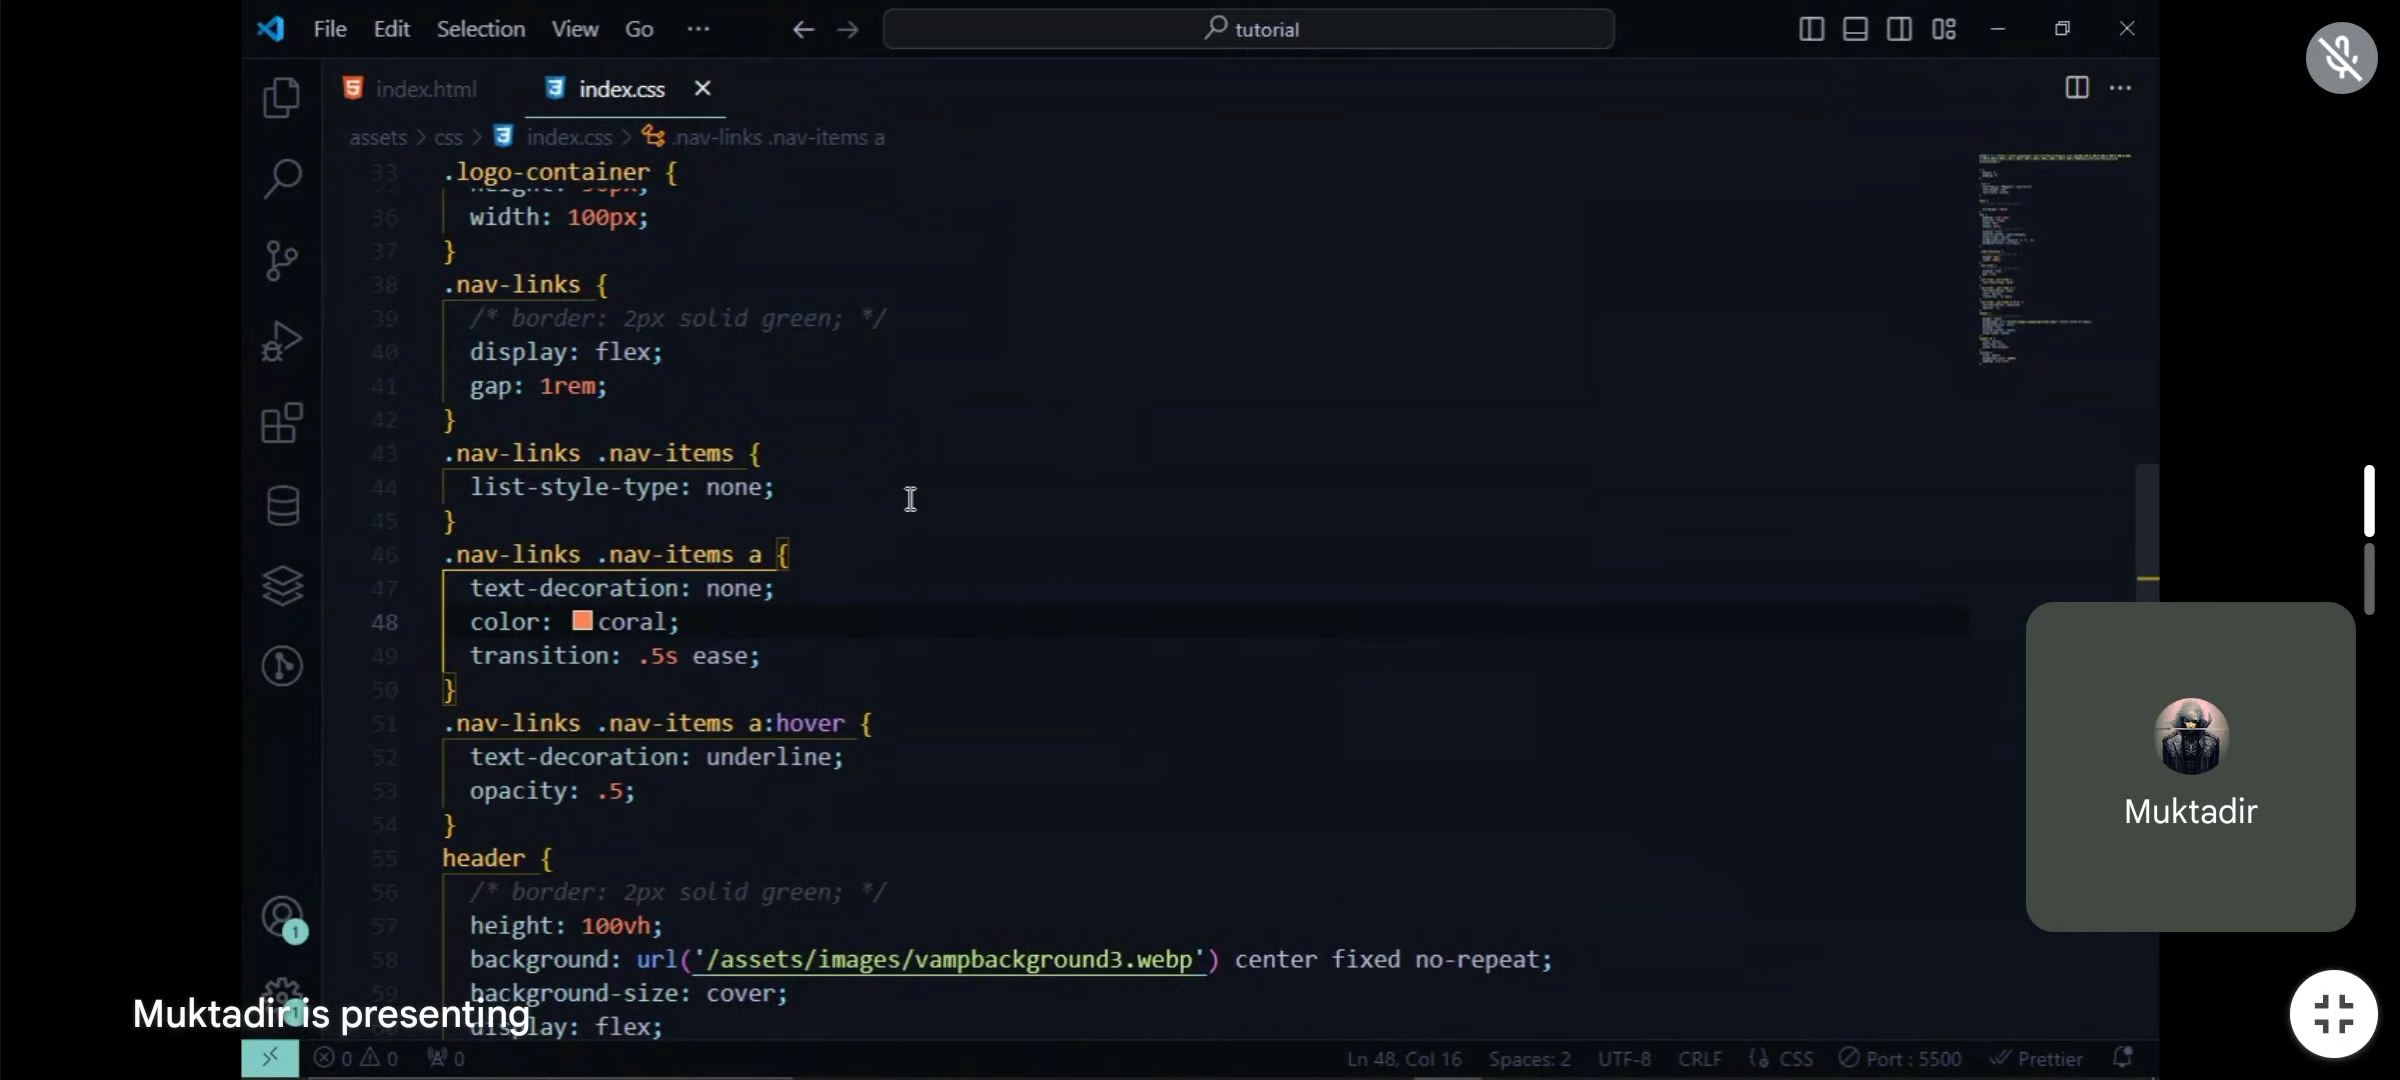 File Edit Selection View Go ··· tutorial
index.html index.css
assets > css > index.css > .nav-links .nav-items a
33 .logo-container {
36 width: 100px;
37 }
38 .nav-links {
39 /* border: 2px solid green; */
40 display: flex;
41 gap: 1rem;
42 }
43 .nav-links .nav-items {
44 list-style-type: none;
45 }
46 .nav-links .nav-items a {
47 text-decoration: none;
48 color: coral;
49 transition: .5s ease;
50 }
51 .nav-links .nav-items a:hover {
52 text-decoration: underline;
53 opacity: .5;
54 }
55 header {
56 /* border: 2px solid green; */
57 height: 100vh;
58 background: url('/assets/images/vampbackground3.webp') center fixed no-repeat;
59 background-size: cover;
display: flex;
1
1
Muktadir
Muktadir is presenting
0 0 0 Ln 48, Col 16 Spaces: 2 UTF-8 CRLF CSS Port : 5500 Prettier